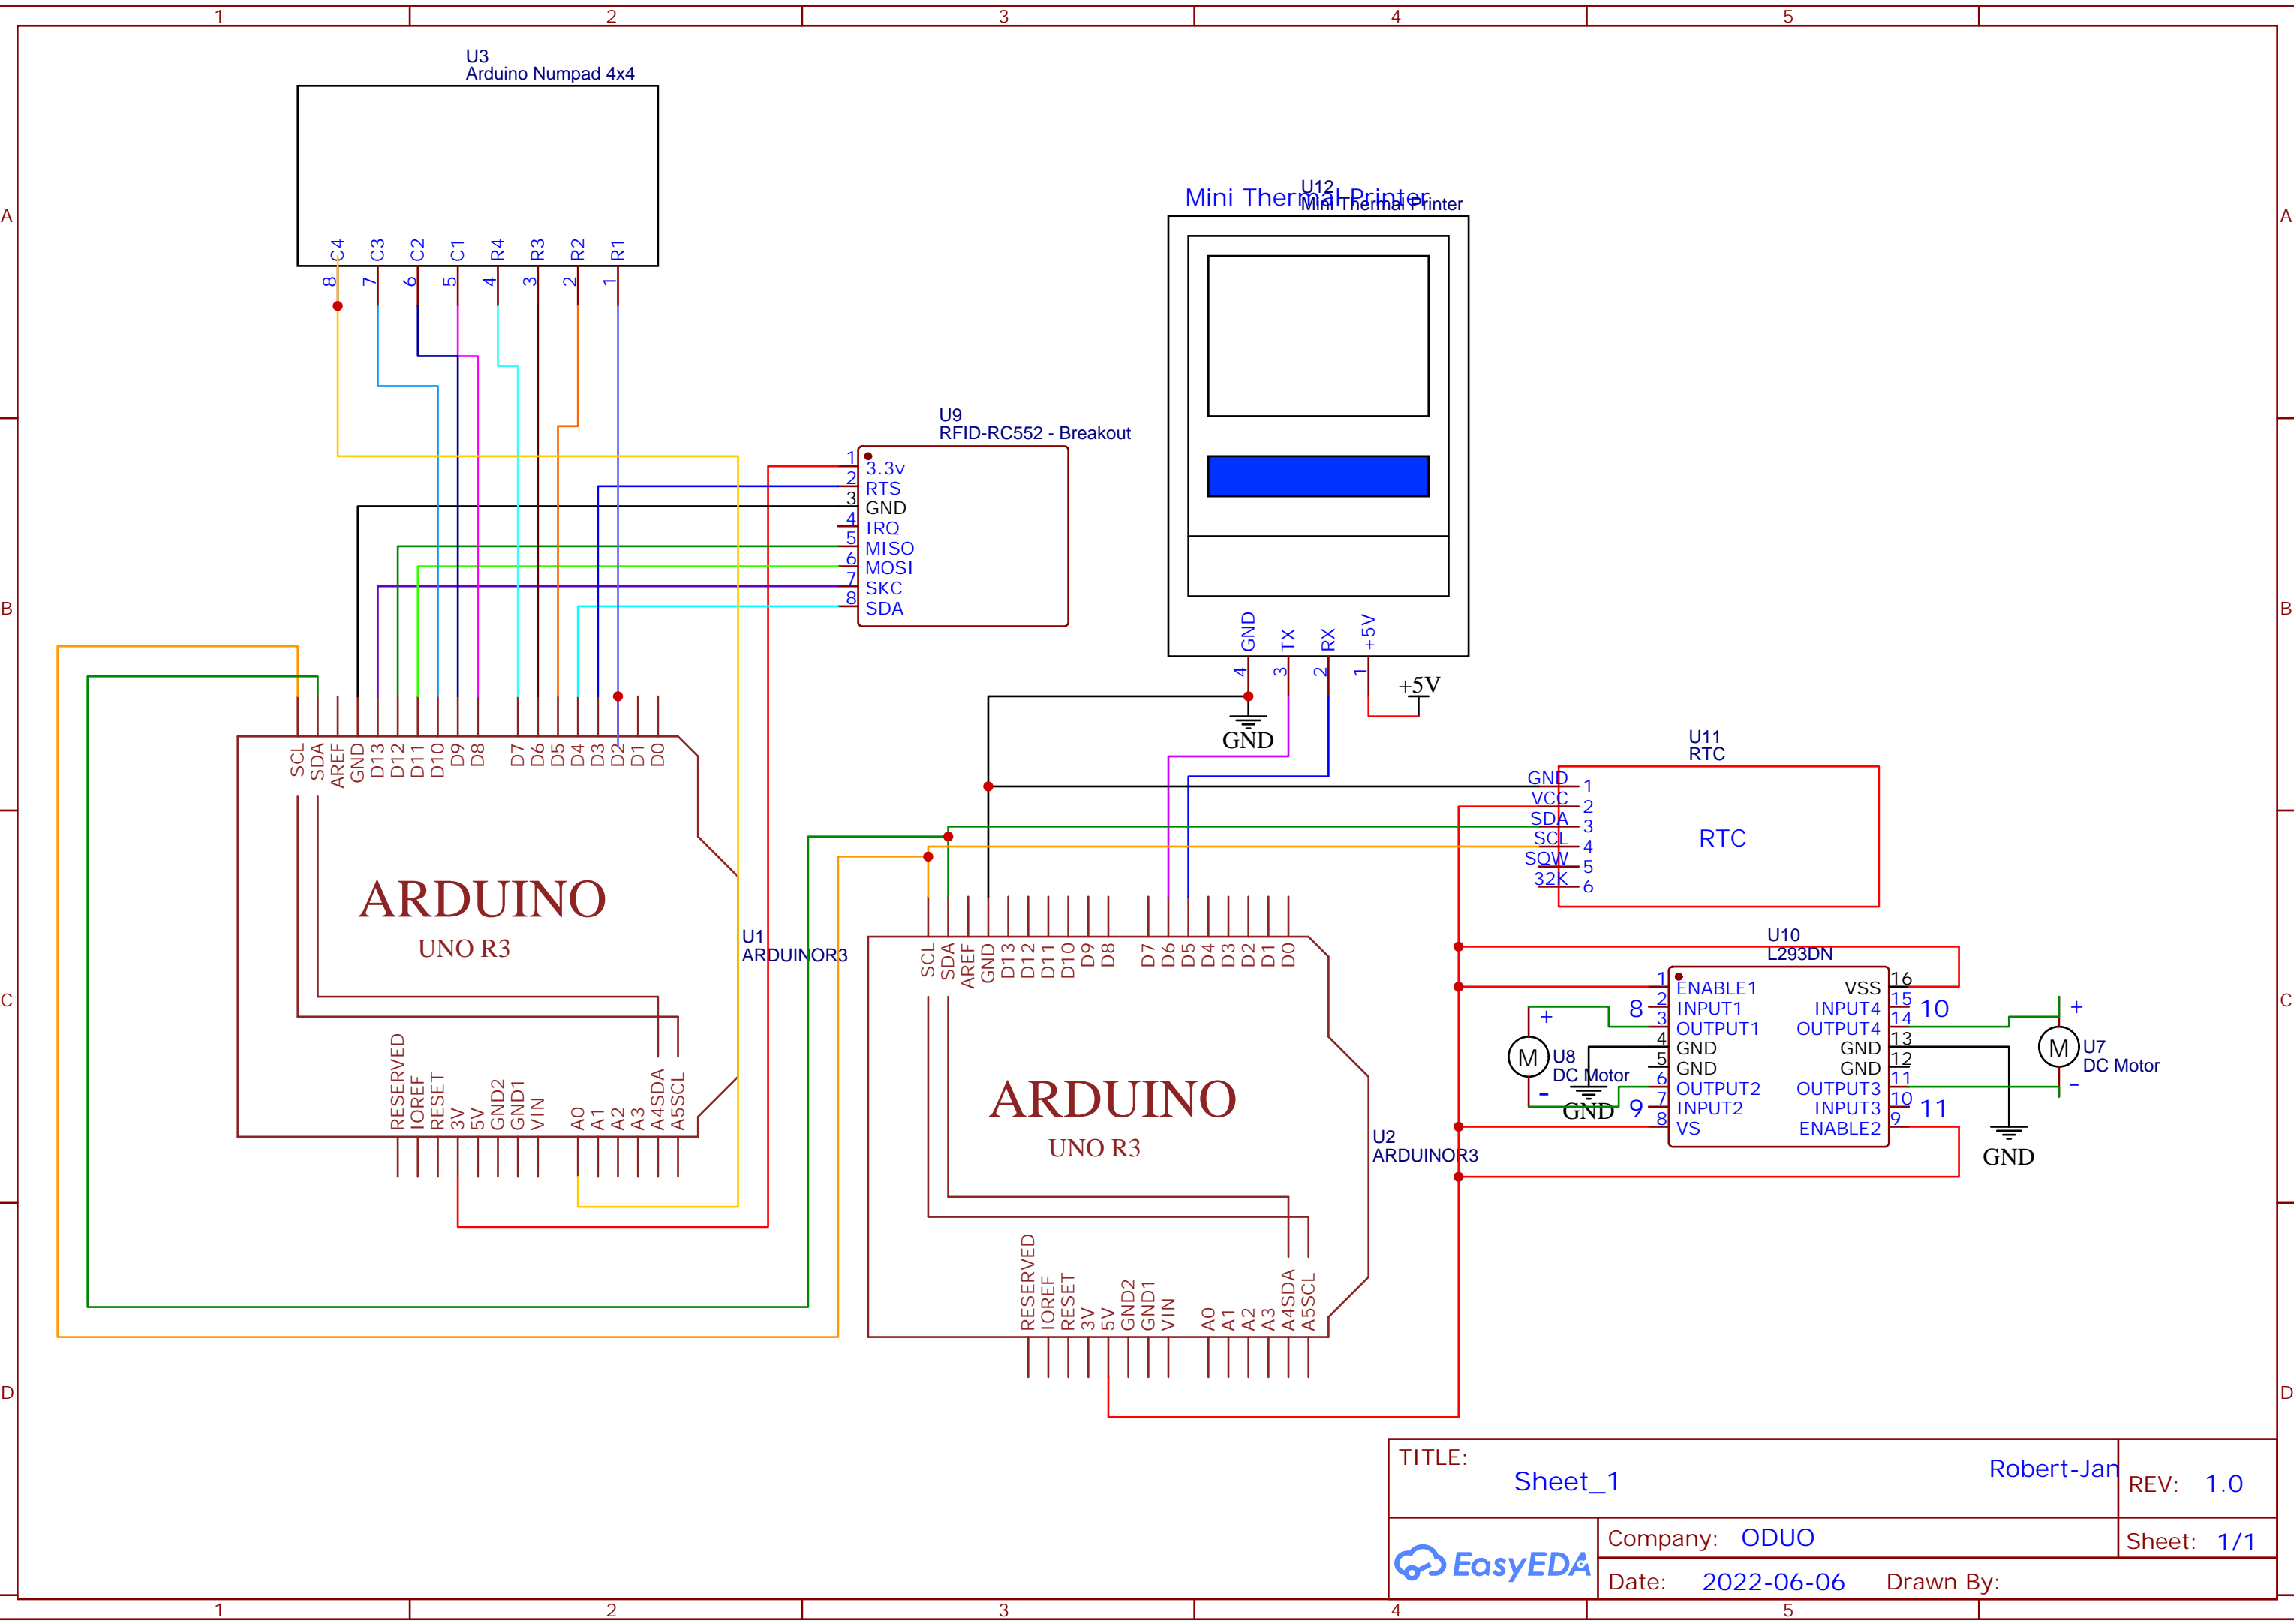 1 2 3 4 5
A
B
C
D
A
B
C
D
U3
Arduino Numpad 4x4
C4 C3 C2 C1 R4 R3 R2 R1
8 7 6 5 4 3 2 1
U9
RFID-RC552 - Breakout
1 3.3v
2 RTS
3 GND
4 IRQ
5 MISO
6 MOSI
7 SKC
8 SDA
U12
Mini Thermal Printer
Mini Thermal Printer
GND TX RX +5V
4 3 2 1
+5V
GND
U11
RTC
GND 1
VCC 2
SDA 3
SCL 4
SQW 5
32K 6
RTC
SCL SDA AREF GND D13 D12 D11 D10 D9 D8 D7 D6 D5 D4 D3 D2 D1 D0
ARDUINO
UNO R3
U1
ARDUINOR3
RESERVED IOREF RESET 3V 5V GND2 GND1 VIN A0 A1 A2 A3 A4SDA A5SCL
SCL SDA AREF GND D13 D12 D11 D10 D9 D8 D7 D6 D5 D4 D3 D2 D1 D0
ARDUINO
UNO R3
U2
ARDUINOR3
RESERVED IOREF RESET 3V 5V GND2 GND1 VIN A0 A1 A2 A3 A4SDA A5SCL
U10
L293DN
1 ENABLE1 VSS 16
8 2 INPUT1 INPUT4 15 10
3 OUTPUT1 OUTPUT4 14
4 GND GND 13
5 GND GND 12
6 OUTPUT2 OUTPUT3 11
9 7 INPUT2 INPUT3 10 11
8 VS ENABLE2 9
+
M
U8
DC Motor
-
GND
+
M
U7
DC Motor
-
GND
TITLE:
Sheet_1
Robert-Jan
REV: 1.0
EasyEDA
Company: ODUO
Sheet: 1/1
Date: 2022-06-06 Drawn By:
1 2 3 4 5